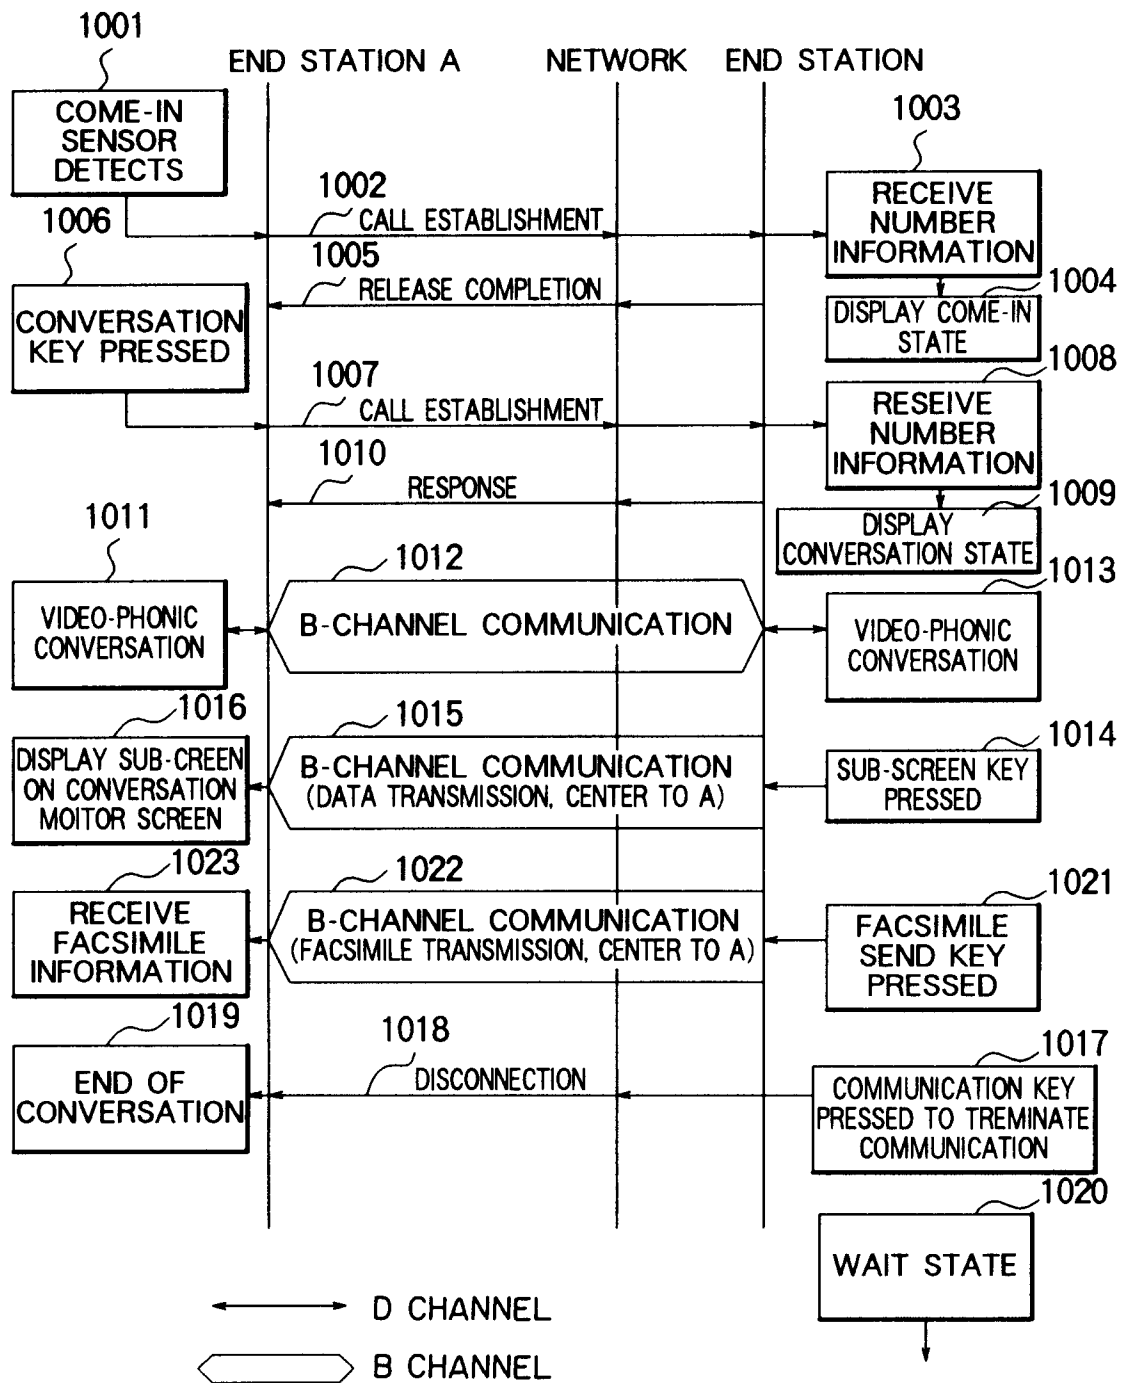 1001
END STATION A
NETWORK
END STATION
COME-IN
SENSOR
DETECTS
1003
RECEIVE
NUMBER
INFORMATION
1002
CALL ESTABLISHMENT
1006
1005
RELEASE COMPLETION
1004
DISPLAY COME-IN
STATE
CONVERSATION
KEY PRESSED
1008
1007
CALL ESTABLISHMENT
RESEIVE
NUMBER
INFORMATION
1010
RESPONSE
1009
DISPLAY
CONVERSATION STATE
1011
1012
1013
VIDEO-PHONIC
CONVERSATION
B-CHANNEL COMMUNICATION
VIDEO-PHONIC
CONVERSATION
1016
1015
1014
DISPLAY SUB-CREEN
ON CONVERSATION
MOITOR SCREEN
B-CHANNEL COMMUNICATION
(DATA TRANSMISSION, CENTER TO A)
SUB-SCREEN KEY
PRESSED
1023
1022
1021
RECEIVE
FACSIMILE
INFORMATION
B-CHANNEL COMMUNICATION
(FACSIMILE TRANSMISSION, CENTER TO A)
FACSIMILE
SEND KEY
PRESSED
1019
1018
1017
END OF
CONVERSATION
DISCONNECTION
COMMUNICATION KEY
PRESSED TO TREMINATE
COMMUNICATION
1020
WAIT STATE
D CHANNEL
B CHANNEL